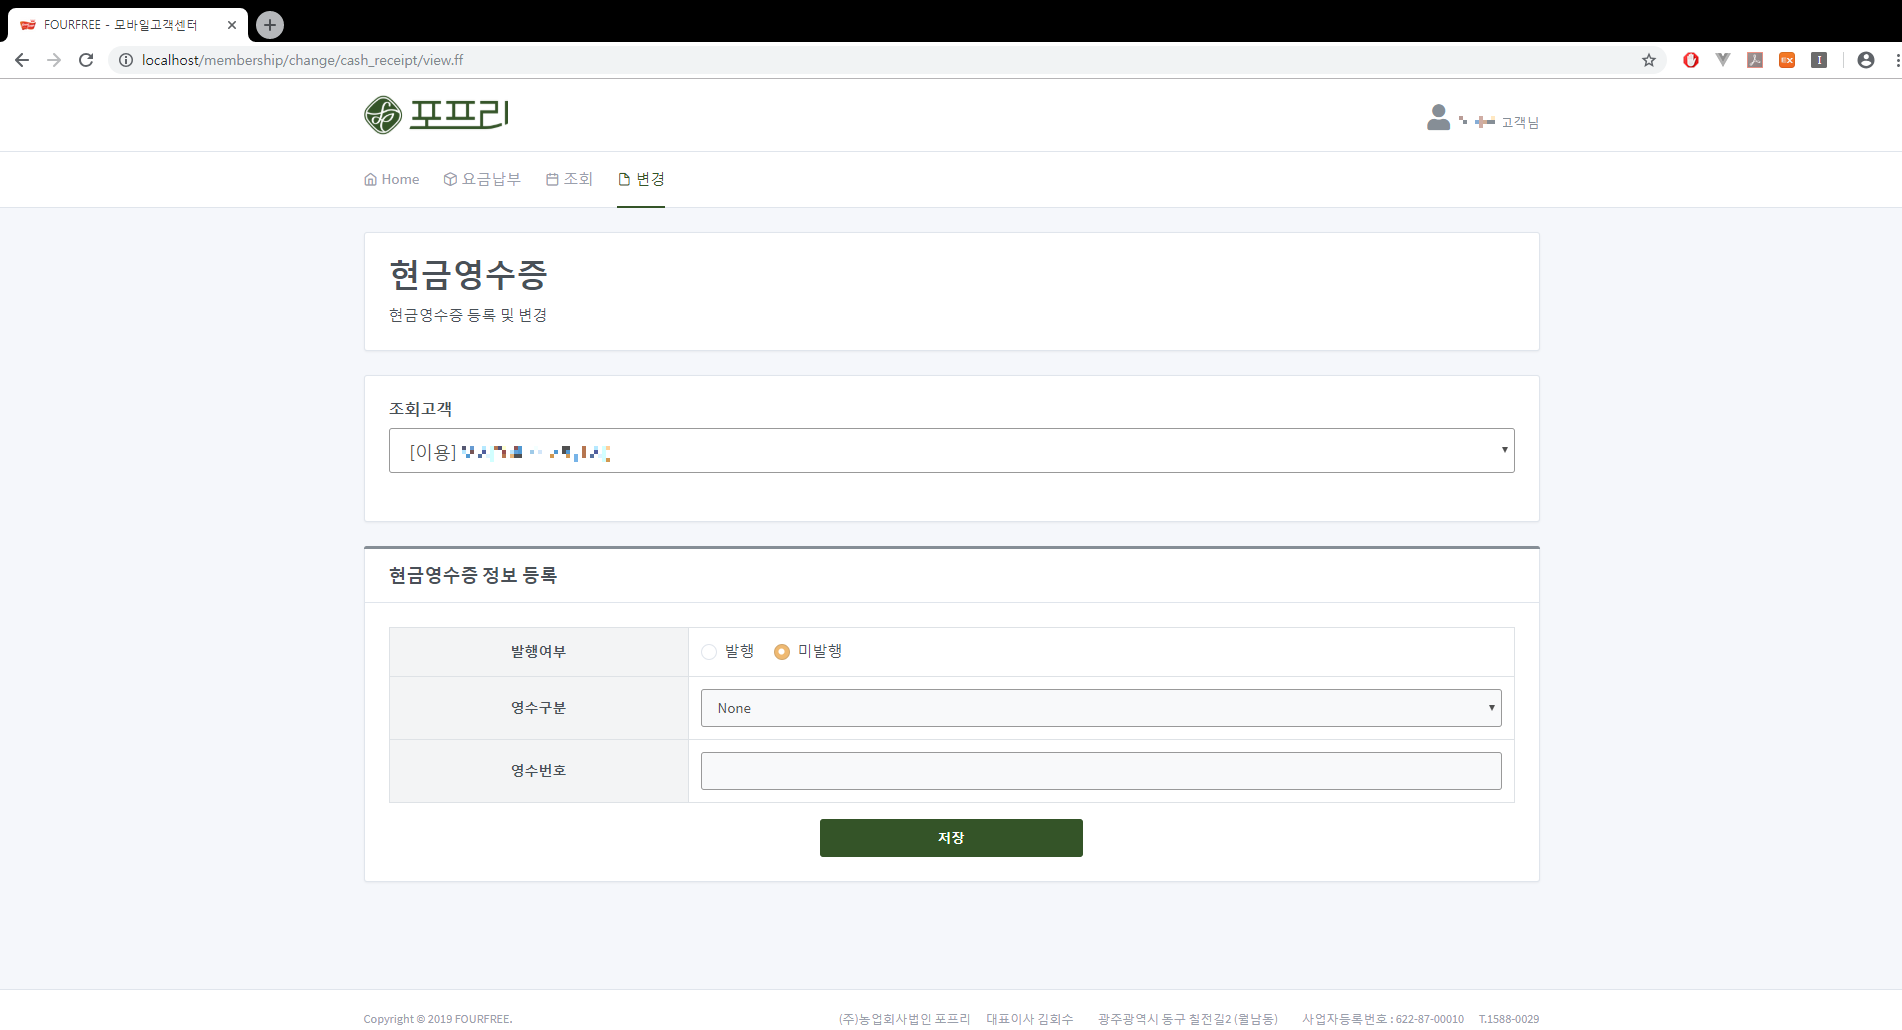 FOURFREE - 모바일고객센터
localhost/membership/change/cash_receipt/view.ff
포프리
고객님
Home 요금납부 조회 변경
현금영수증
현금영수증 등록 및 변경
조회고객
[이용]
현금영수증 정보 등록
발행여부 발행 미발행
영수구분 None
영수번호
저장
Copyright © 2019 FOURFREE. (주)농업회사법인 포프리 대표이사 김회수 광주광역시 동구 칠전길2 (월남동) 사업자등록번호 : 622-87-00010 T.1588-0029